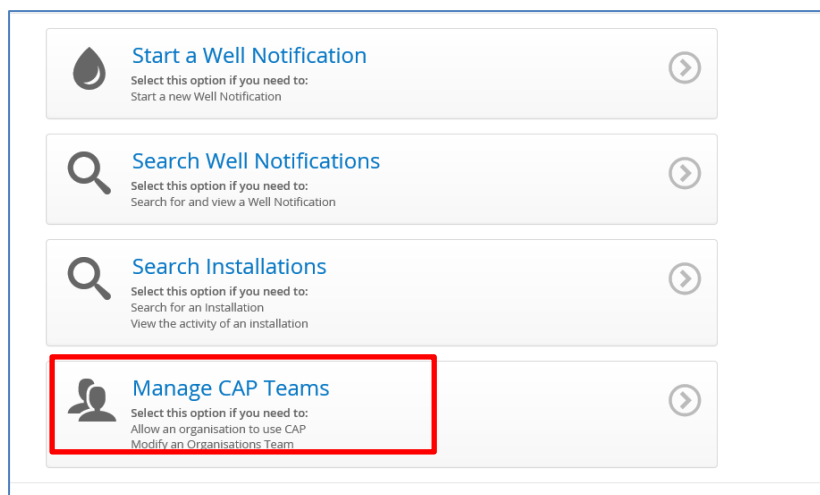 Start a Well Notification
Select this option if you need to:
Start a new Well Notification
Search Well Notifications
Select this option if you need to:
Search for and view a Well Notification
Search Installations
Select this option if you need to:
Search for an Installation
View the activity of an installation
Manage CAP Teams
Select this option if you need to:
Allow an organisation to use CAP
Modify an Organisations Team